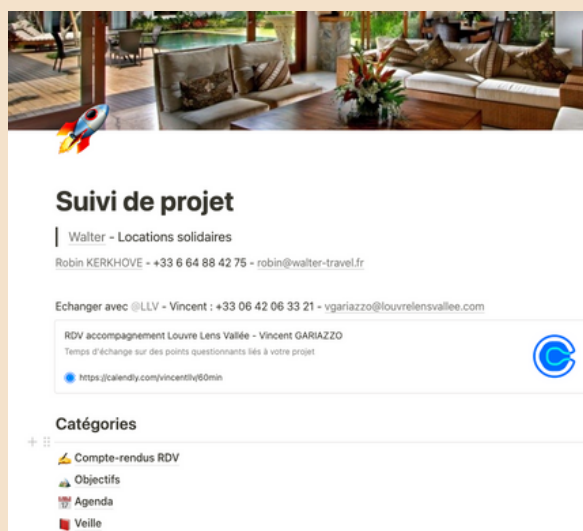 Suivi de projet
Walter - Locations solidaires
Robin KERKHOVE - +33 6 64 88 42 75 - robin@walter-travel.fr
Echanger avec @LLV - Vincent : +33 06 42 06 33 21 - vgariazzo@louvrelensvallee.com
RDV accompagnement Louvre Lens Vallée - Vincent GARIAZZO
Temps d'échange sur des points questionnants liés à votre projet
https://calendly.com/vincentllv/60min
Catégories
Compte-rendus RDV
Objectifs
Agenda
Veille